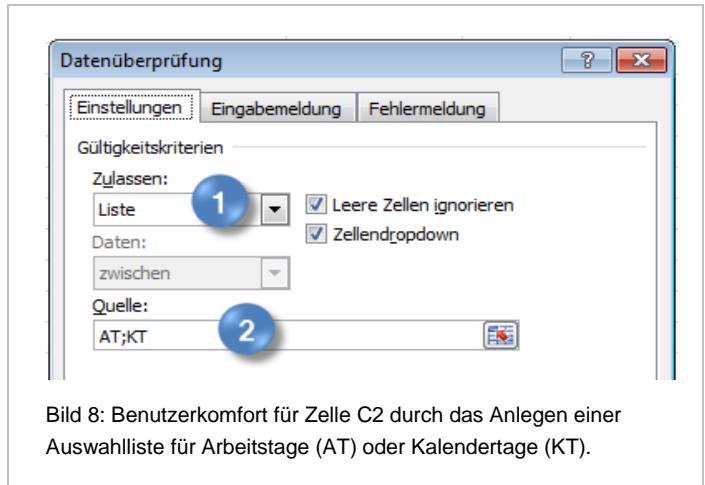 Datenüberprüfung
Einstellungen Eingabemeldung Fehlermeldung
Gültigkeitskriterien
Zulassen:
Liste 1 Leere Zellen ignorieren
Daten: Zellendropdown
zwischen
Quelle:
AT;KT 2
Bild 8: Benutzerkomfort für Zelle C2 durch das Anlegen einer
Auswahlliste für Arbeitstage (AT) oder Kalendertage (KT).